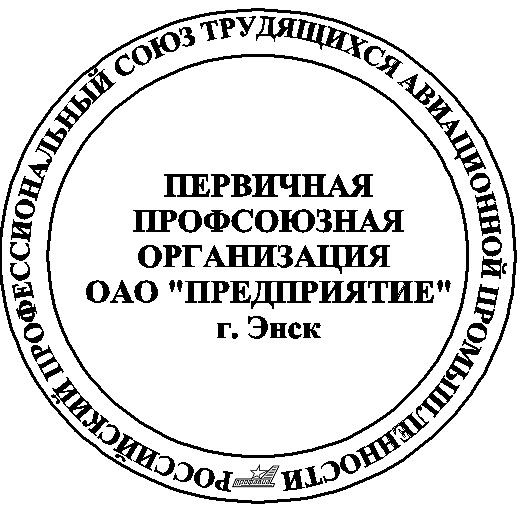 РОССИЙСКИЙ ПРОФЕССИОНАЛЬНЫЙ СОЮЗ ТРУДЯЩИХСЯ АВИАЦИОННОЙ ПРОМЫШЛЕННОСТИ
ПЕРВИЧНАЯ
ПРОФСОЮЗНАЯ
ОРГАНИЗАЦИЯ
ОАО "ПРЕДПРИЯТИЕ"
г. Энск